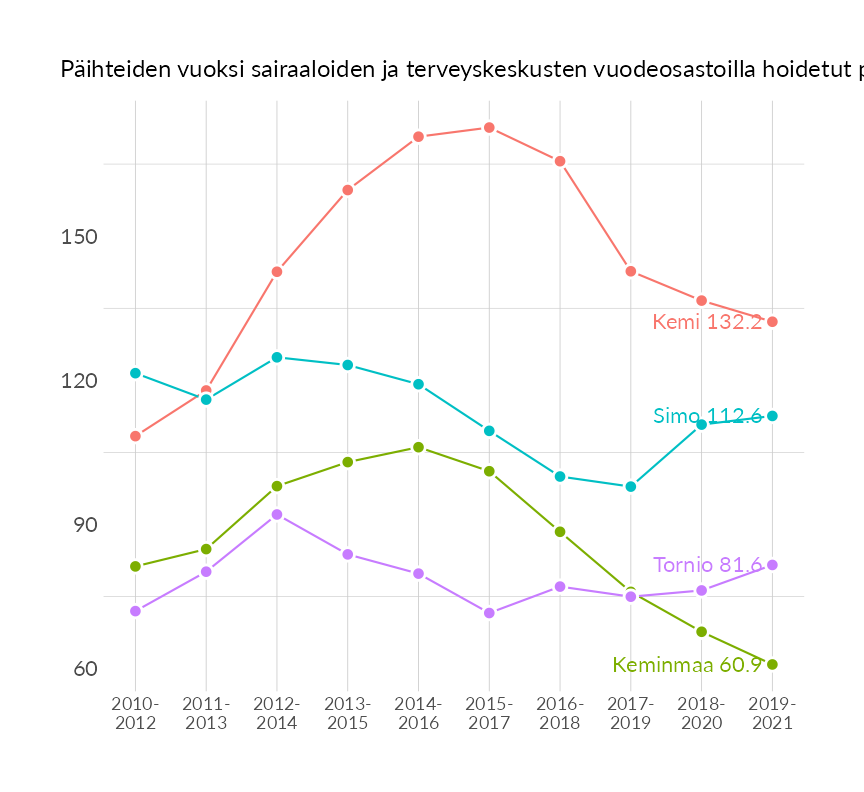 Päihteiden vuoksi sairaaloiden ja terveyskeskusten vuodeosastoilla hoidetut
150
120
90
60
Kemi 132.2
Simo 112.6
Tornio 81.6
Keminmaa 60.9
2010- 2011- 2012- 2013- 2014- 2015- 2016- 2017- 2018- 2019-
2012 2013 2014 2015 2016 2017 2018 2019 2020 2021